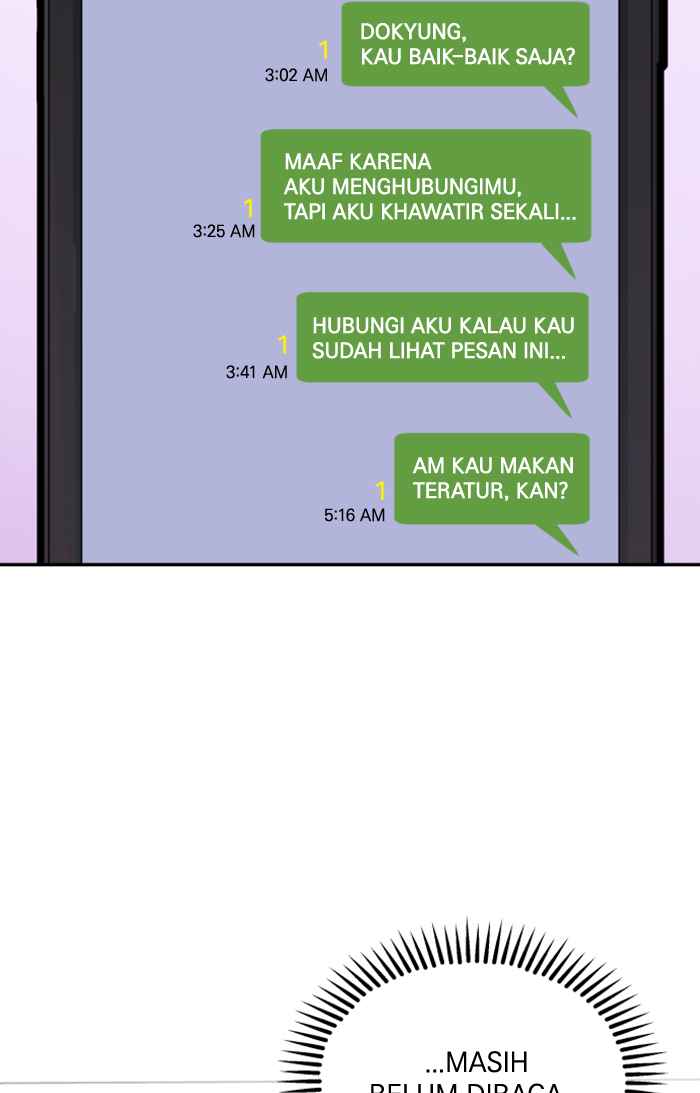 DOKYUNG,
KAU BAIK-BAIK SAJA?
1
3:02 AM
MAAF KARENA
AKU MENGHUBUNGIMU,
TAPI AKU KHAWATIR SEKALI...
1
3:25 AM
HUBUNGI AKU KALAU KAU
SUDAH LIHAT PESAN INI...
1
3:41 AM
AM KAU MAKAN
TERATUR, KAN?
1
5:16 AM
...MASIH
BELUM DIBACA